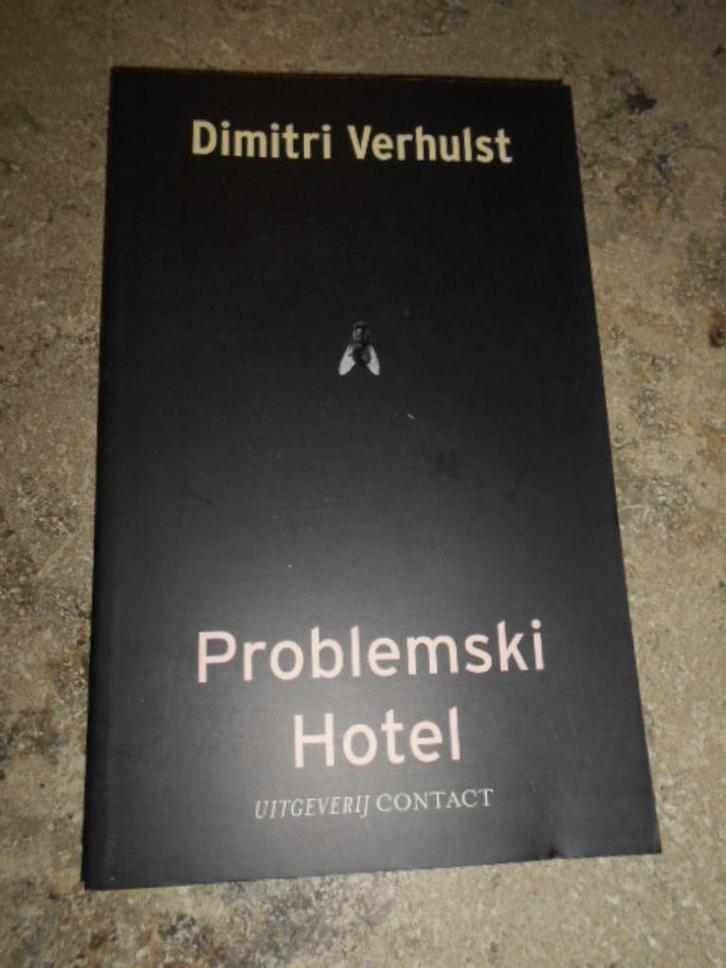 Dimitri Verhulst
Problemski
Hotel
UITGEVERIJ CONTACT